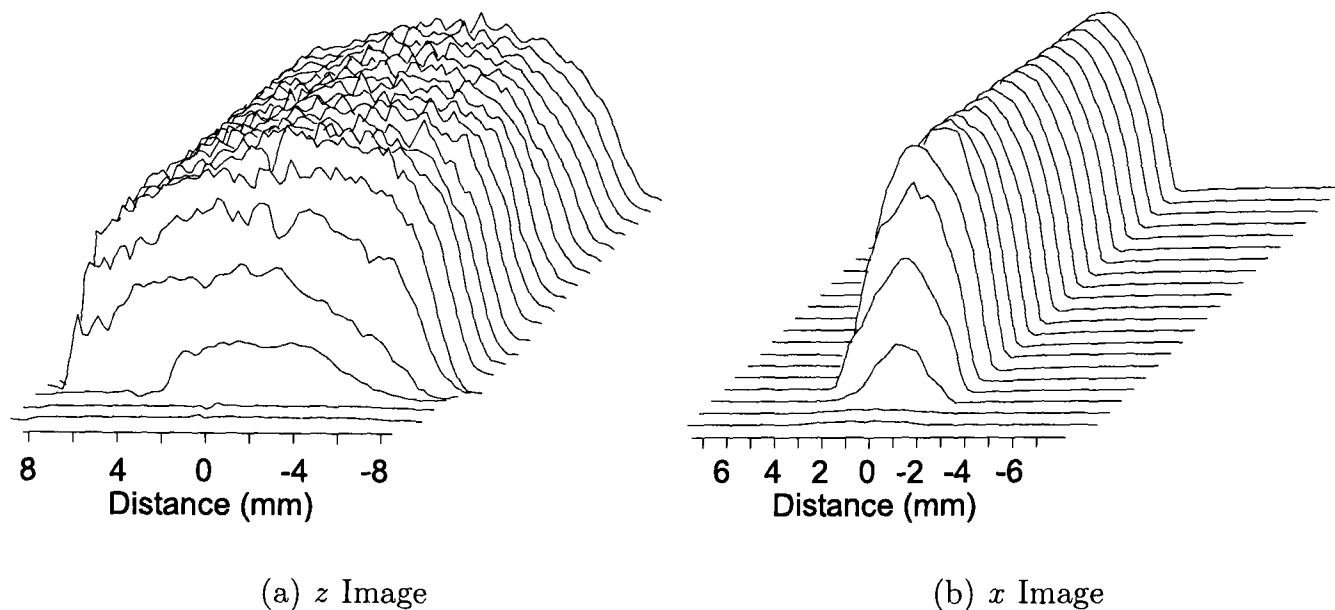 8 4 0 -4 -8
Distance (mm)
6 4 2 0 -2 -4 -6
Distance (mm)
(a) z Image
(b) x Image